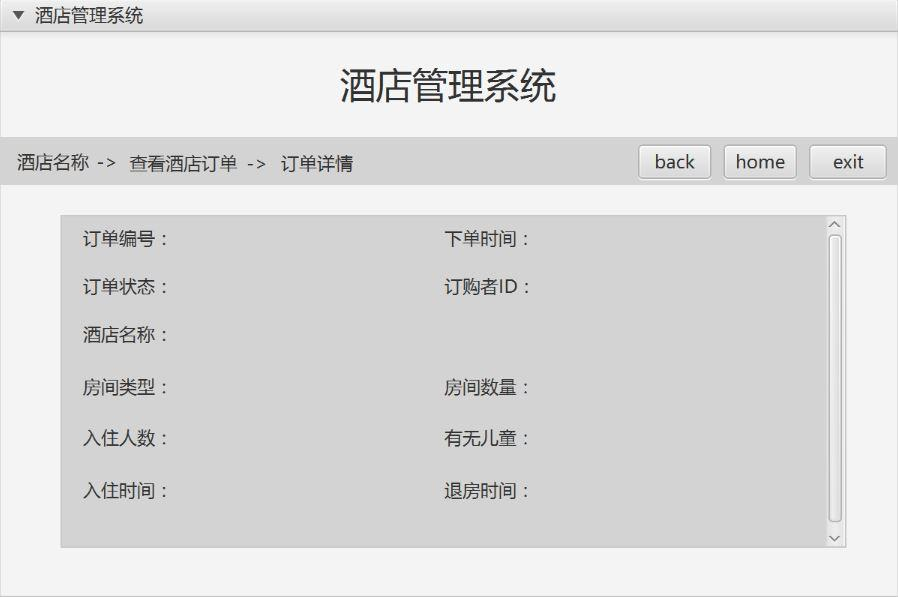 酒店管理系统
酒店管理系统
酒店名称 -> 查看酒店订单 -> 订单详情 back home exit
订单编号： 下单时间：
订单状态： 订购者ID：
酒店名称：
房间类型： 房间数量：
入住人数： 有无儿童：
入住时间： 退房时间：